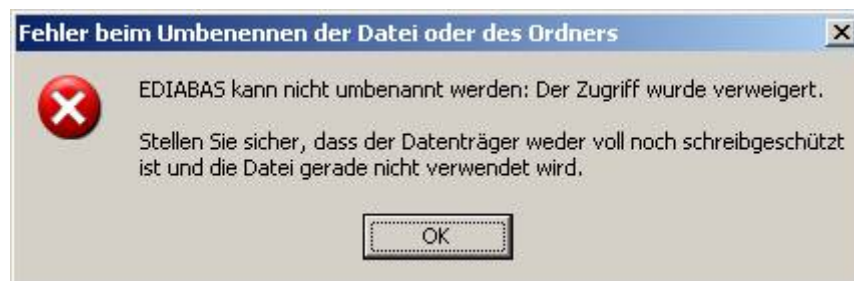 Fehler beim Umbenennen der Datei oder des Ordners
EDIABAS kann nicht umbenannt werden: Der Zugriff wurde verweigert.
Stellen Sie sicher, dass der Datenträger weder voll noch schreibgeschützt
ist und die Datei gerade nicht verwendet wird.
OK